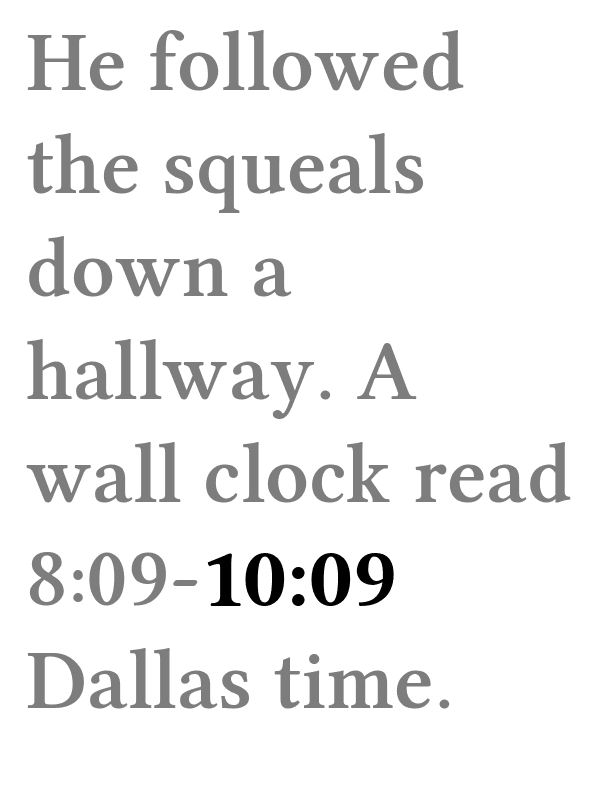 He followed
the squeals
down a
hallway. A
wall clock read
8:09-10:09
Dallas time.